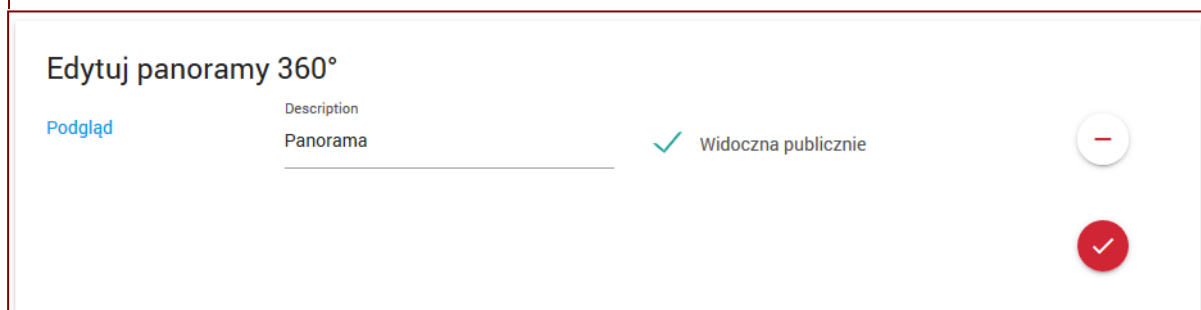 Edytuj panoramy 360°
Podgląd
Description
Panorama
Widoczna publicznie